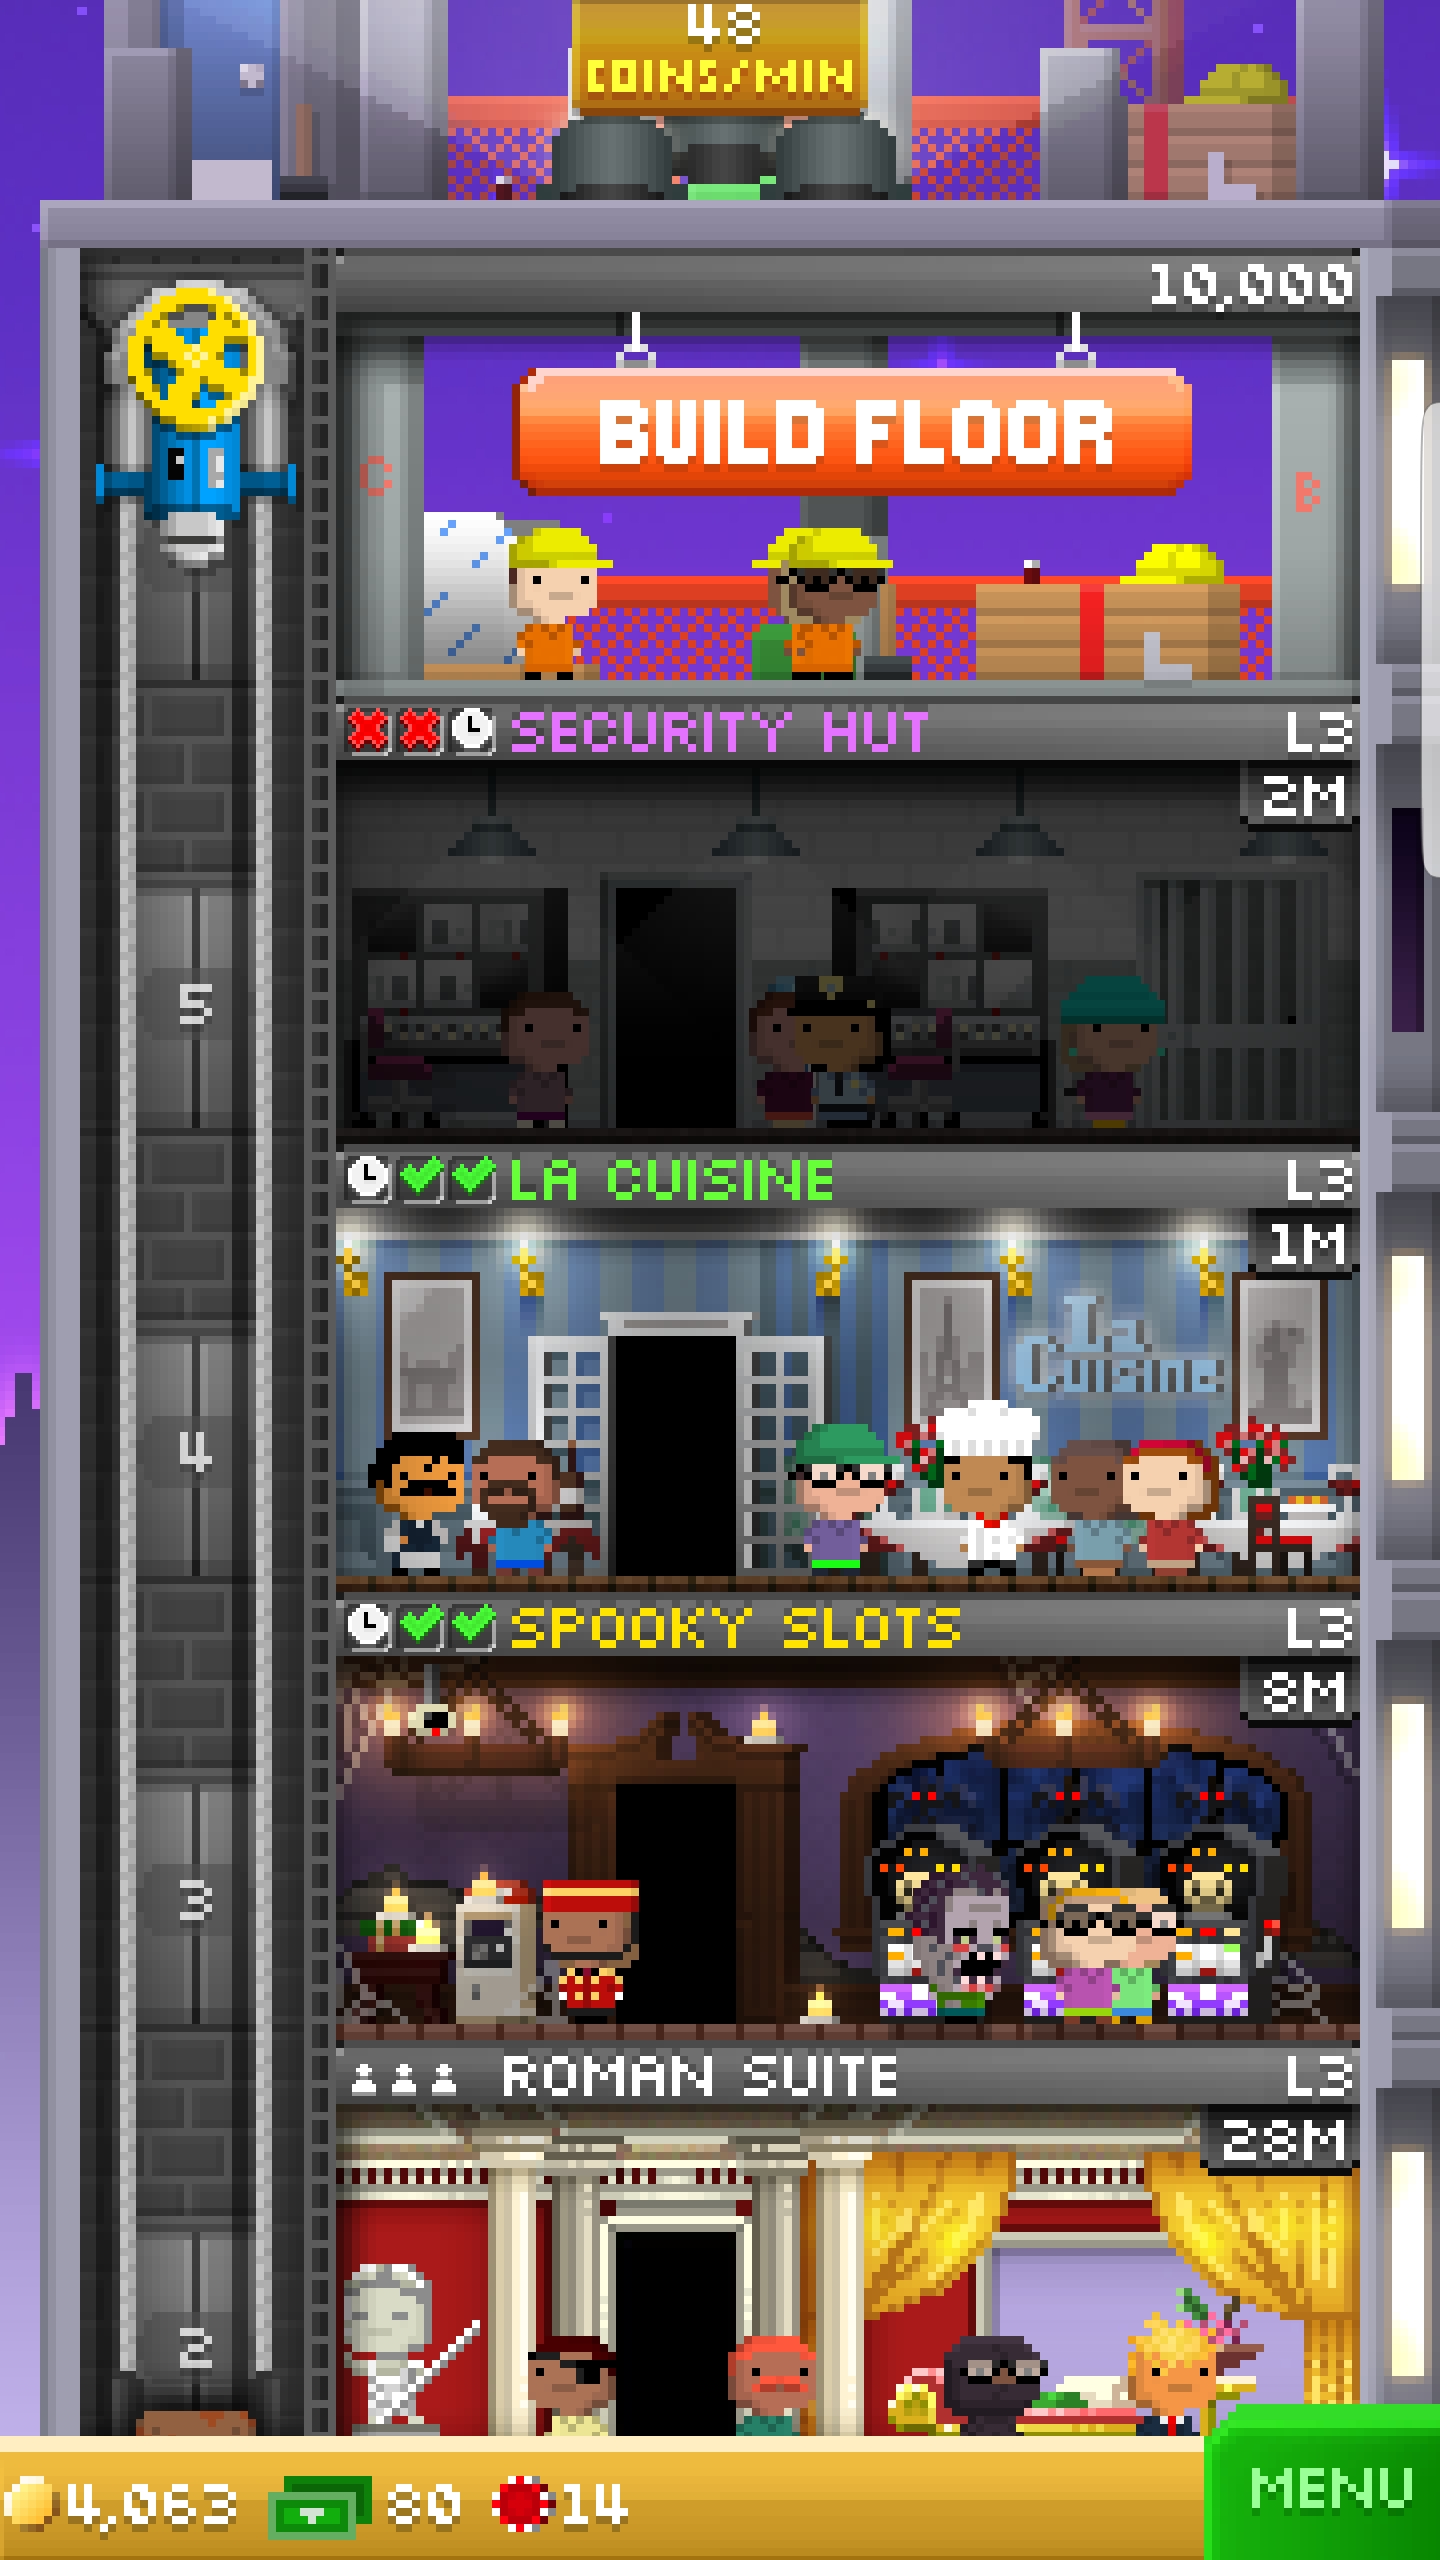 48
COINS/MIN
10,000
BUILD FLOOR
C
B
SECURITY HUT L3
2M
5
LA CUISINE L3
1M
La
Cuisine
4
SPOOKY SLOTS L3
8M
3
ROMAN SUITE L3
28M
2
4,063 80 14
MENU